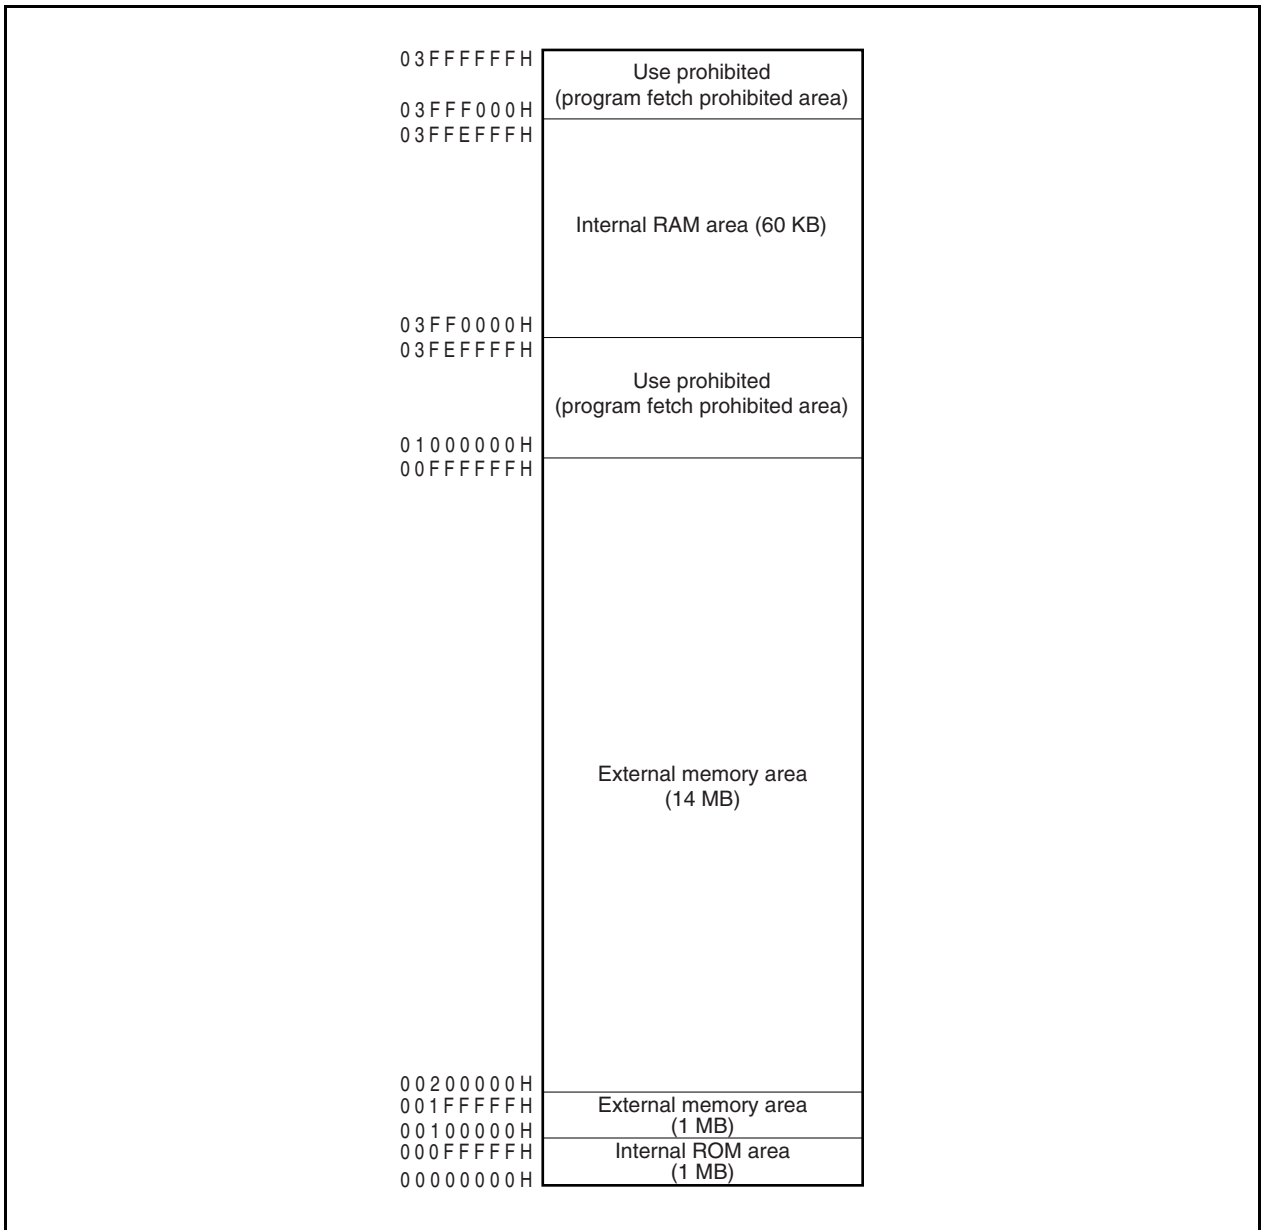 03FFFFFFH
Use prohibited
(program fetch prohibited area)
03FFF000H
03FFEFFFH
Internal RAM area (60 KB)
03FF0000H
03FEFFFFH
Use prohibited
(program fetch prohibited area)
01000000H
00FFFFFFH
External memory area
(14 MB)
00200000H
001FFFFFH
External memory area
(1 MB)
00100000H
000FFFFFH
Internal ROM area
(1 MB)
00000000H